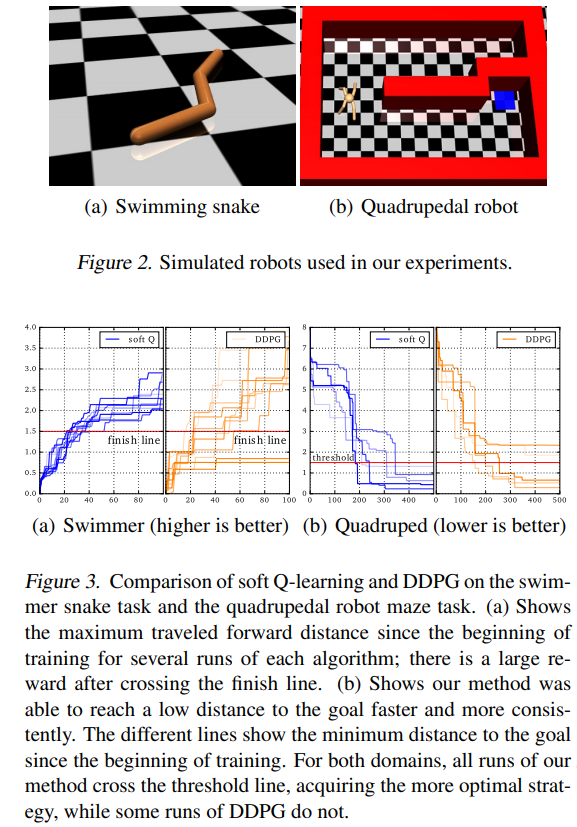 (a) Swimming snake
(b) Quadrupedal robot
Figure 2. Simulated robots used in our experiments.
4.0
3.5
3.0
2.5
2.0
1.5
1.0
0.5
0.0
0 20 40 60 80
soft Q
finish line
0 20 40 60 80 100
DDPG
finish line
8
7
6
5
4
3
2
1
0
0 100 200 300 400
soft Q
threshold
0 100 200 300 400 500
DDPG
(a) Swimmer (higher is better)
(b) Quadruped (lower is better)
Figure 3. Comparison of soft Q-learning and DDPG on the swim-
mer snake task and the quadrupedal robot maze task. (a) Shows
the maximum traveled forward distance since the beginning of
training for several runs of each algorithm; there is a large re-
ward after crossing the finish line. (b) Shows our method was
able to reach a low distance to the goal faster and more consis-
tently. The different lines show the minimum distance to the goal
since the beginning of training. For both domains, all runs of our
method cross the threshold line, acquiring the more optimal strat-
egy, while some runs of DDPG do not.